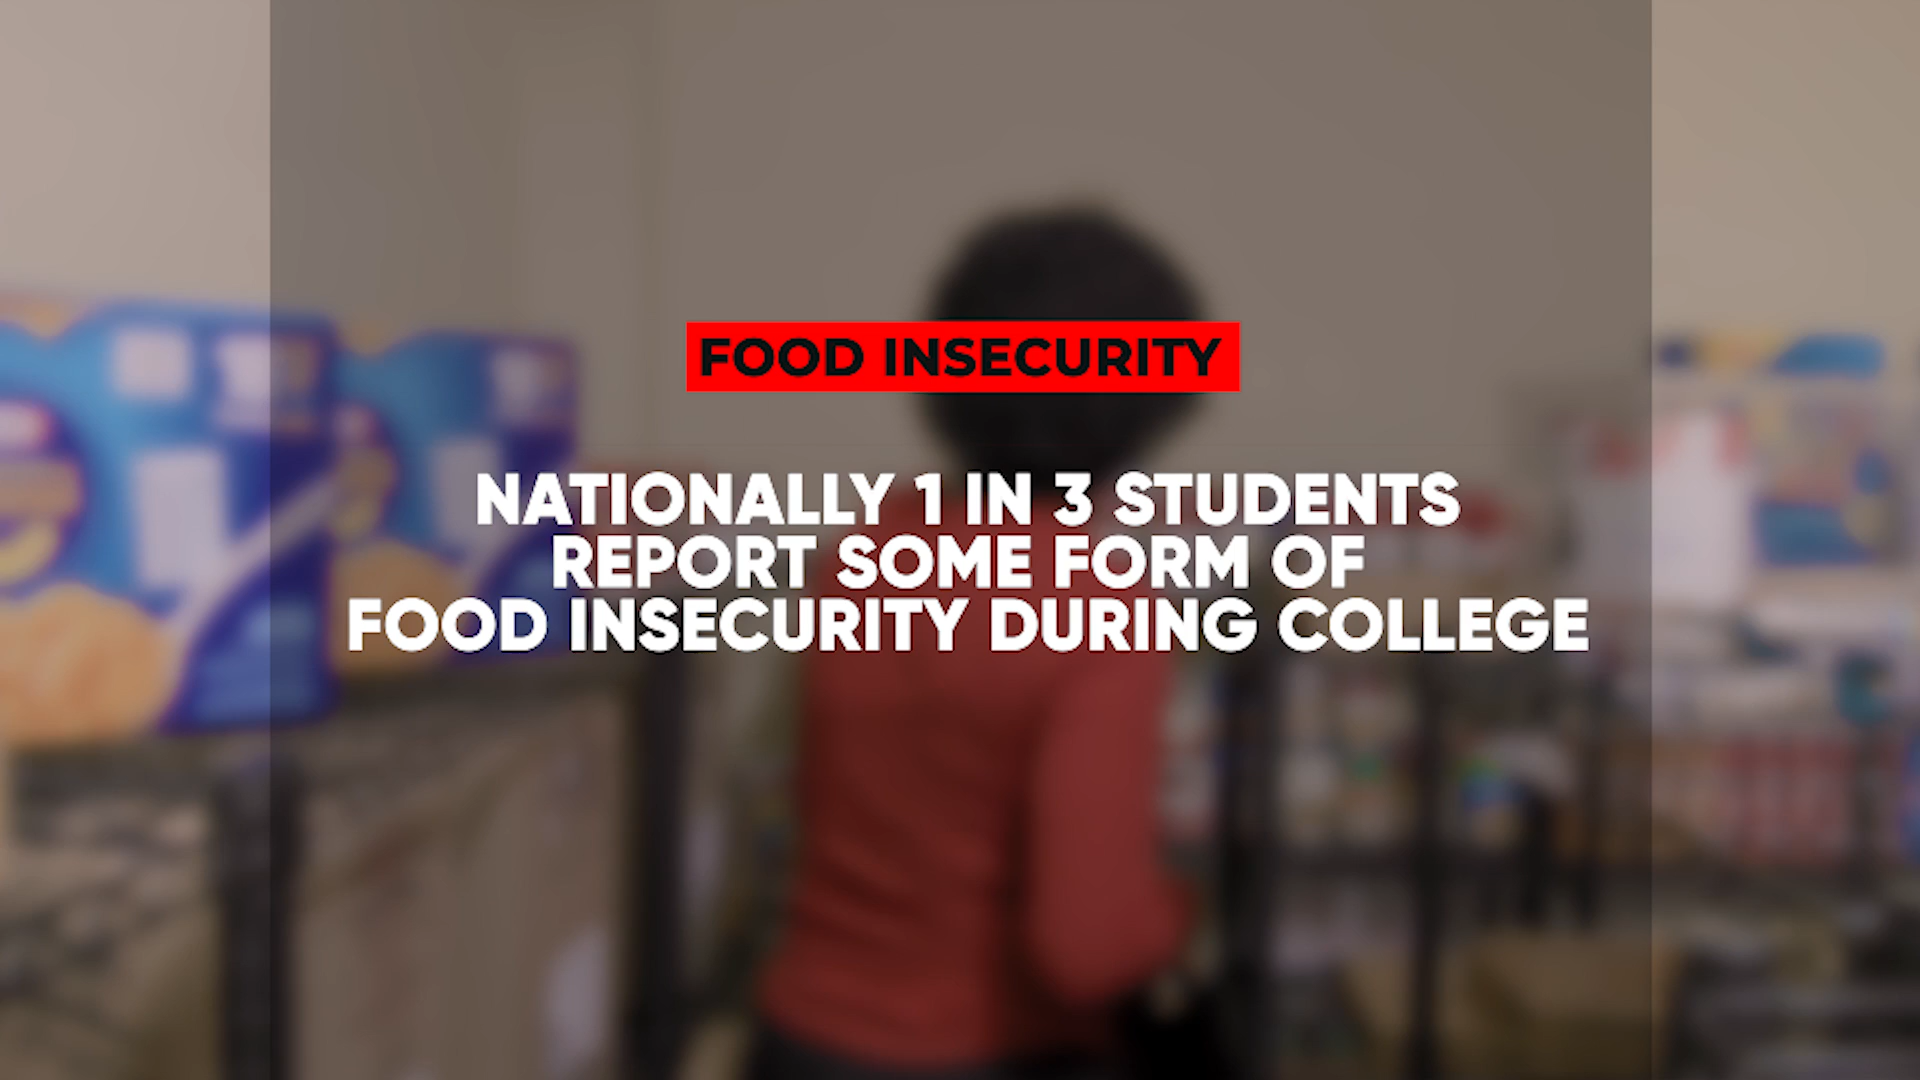 FOOD INSECURITY
NATIONALLY 1 IN 3 STUDENTS
REPORT SOME FORM OF
FOOD INSECURITY DURING COLLEGE